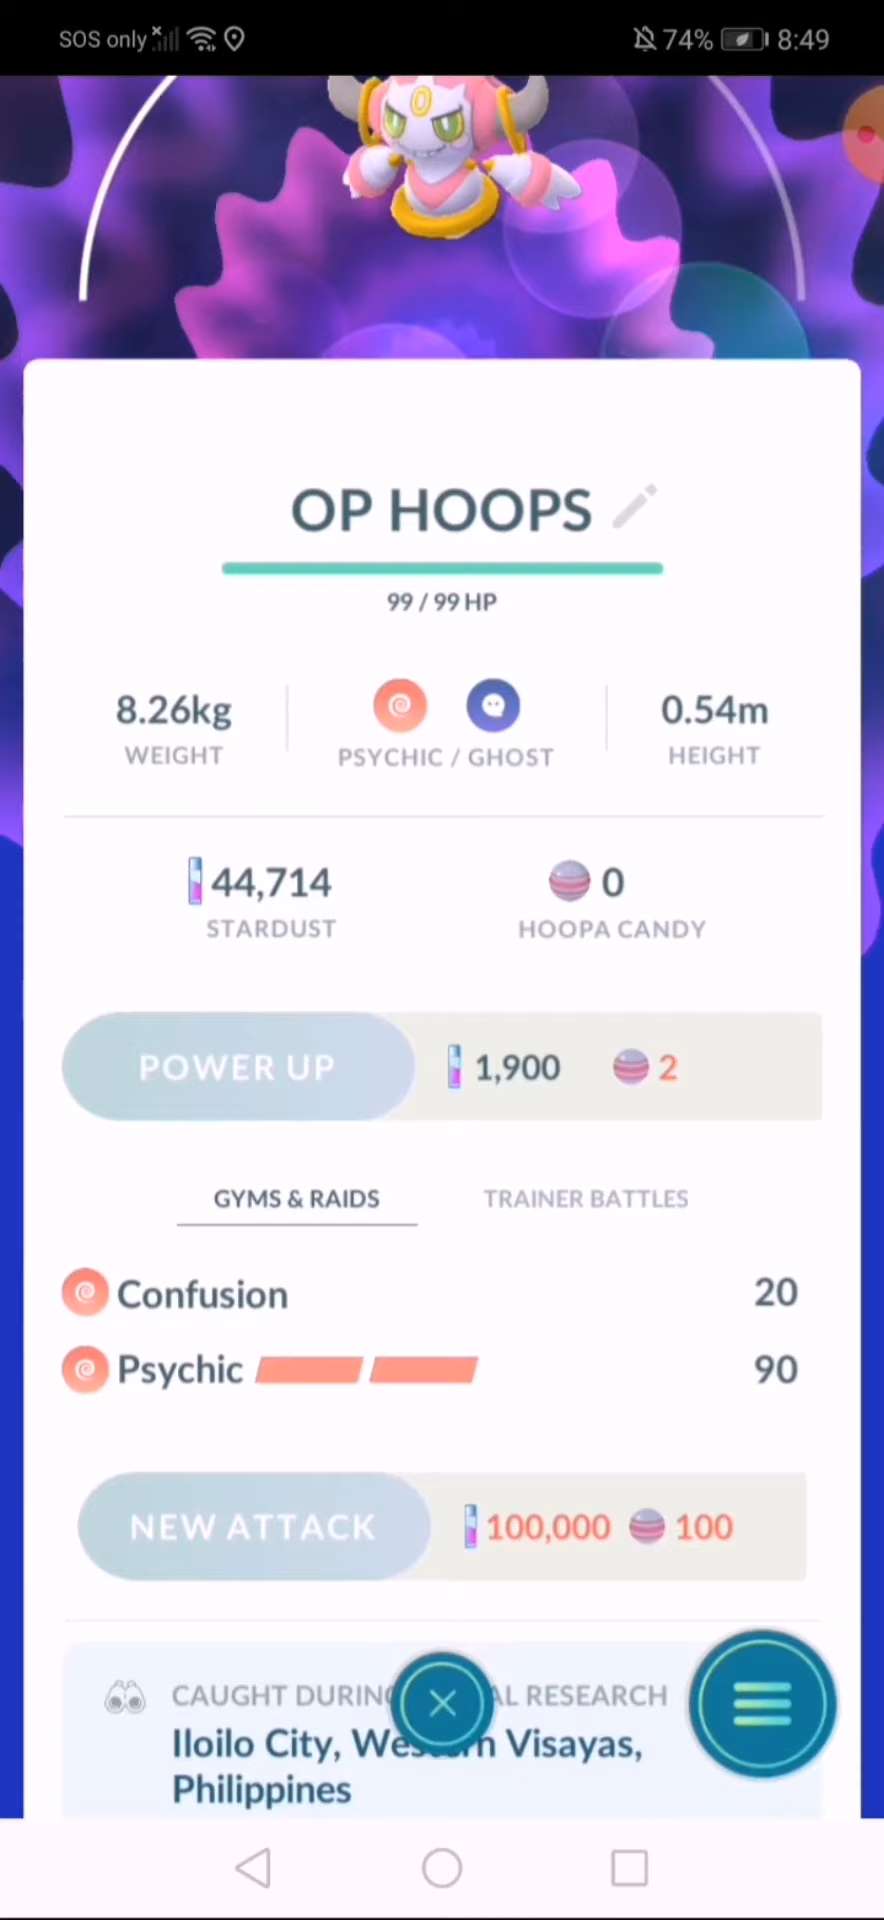 SOS only 74% 8:49
OP HOOPS
99 / 99 HP
8.26kg 0.54m
WEIGHT PSYCHIC / GHOST HEIGHT
44,714 0
STARDUST HOOPA CANDY
POWER UP 1,900 2
GYMS & RAIDS TRAINER BATTLES
Confusion 20
Psychic 90
NEW ATTACK 100,000 100
CAUGHT DURING RESEARCH
Iloilo City, Visayas,
Philippines